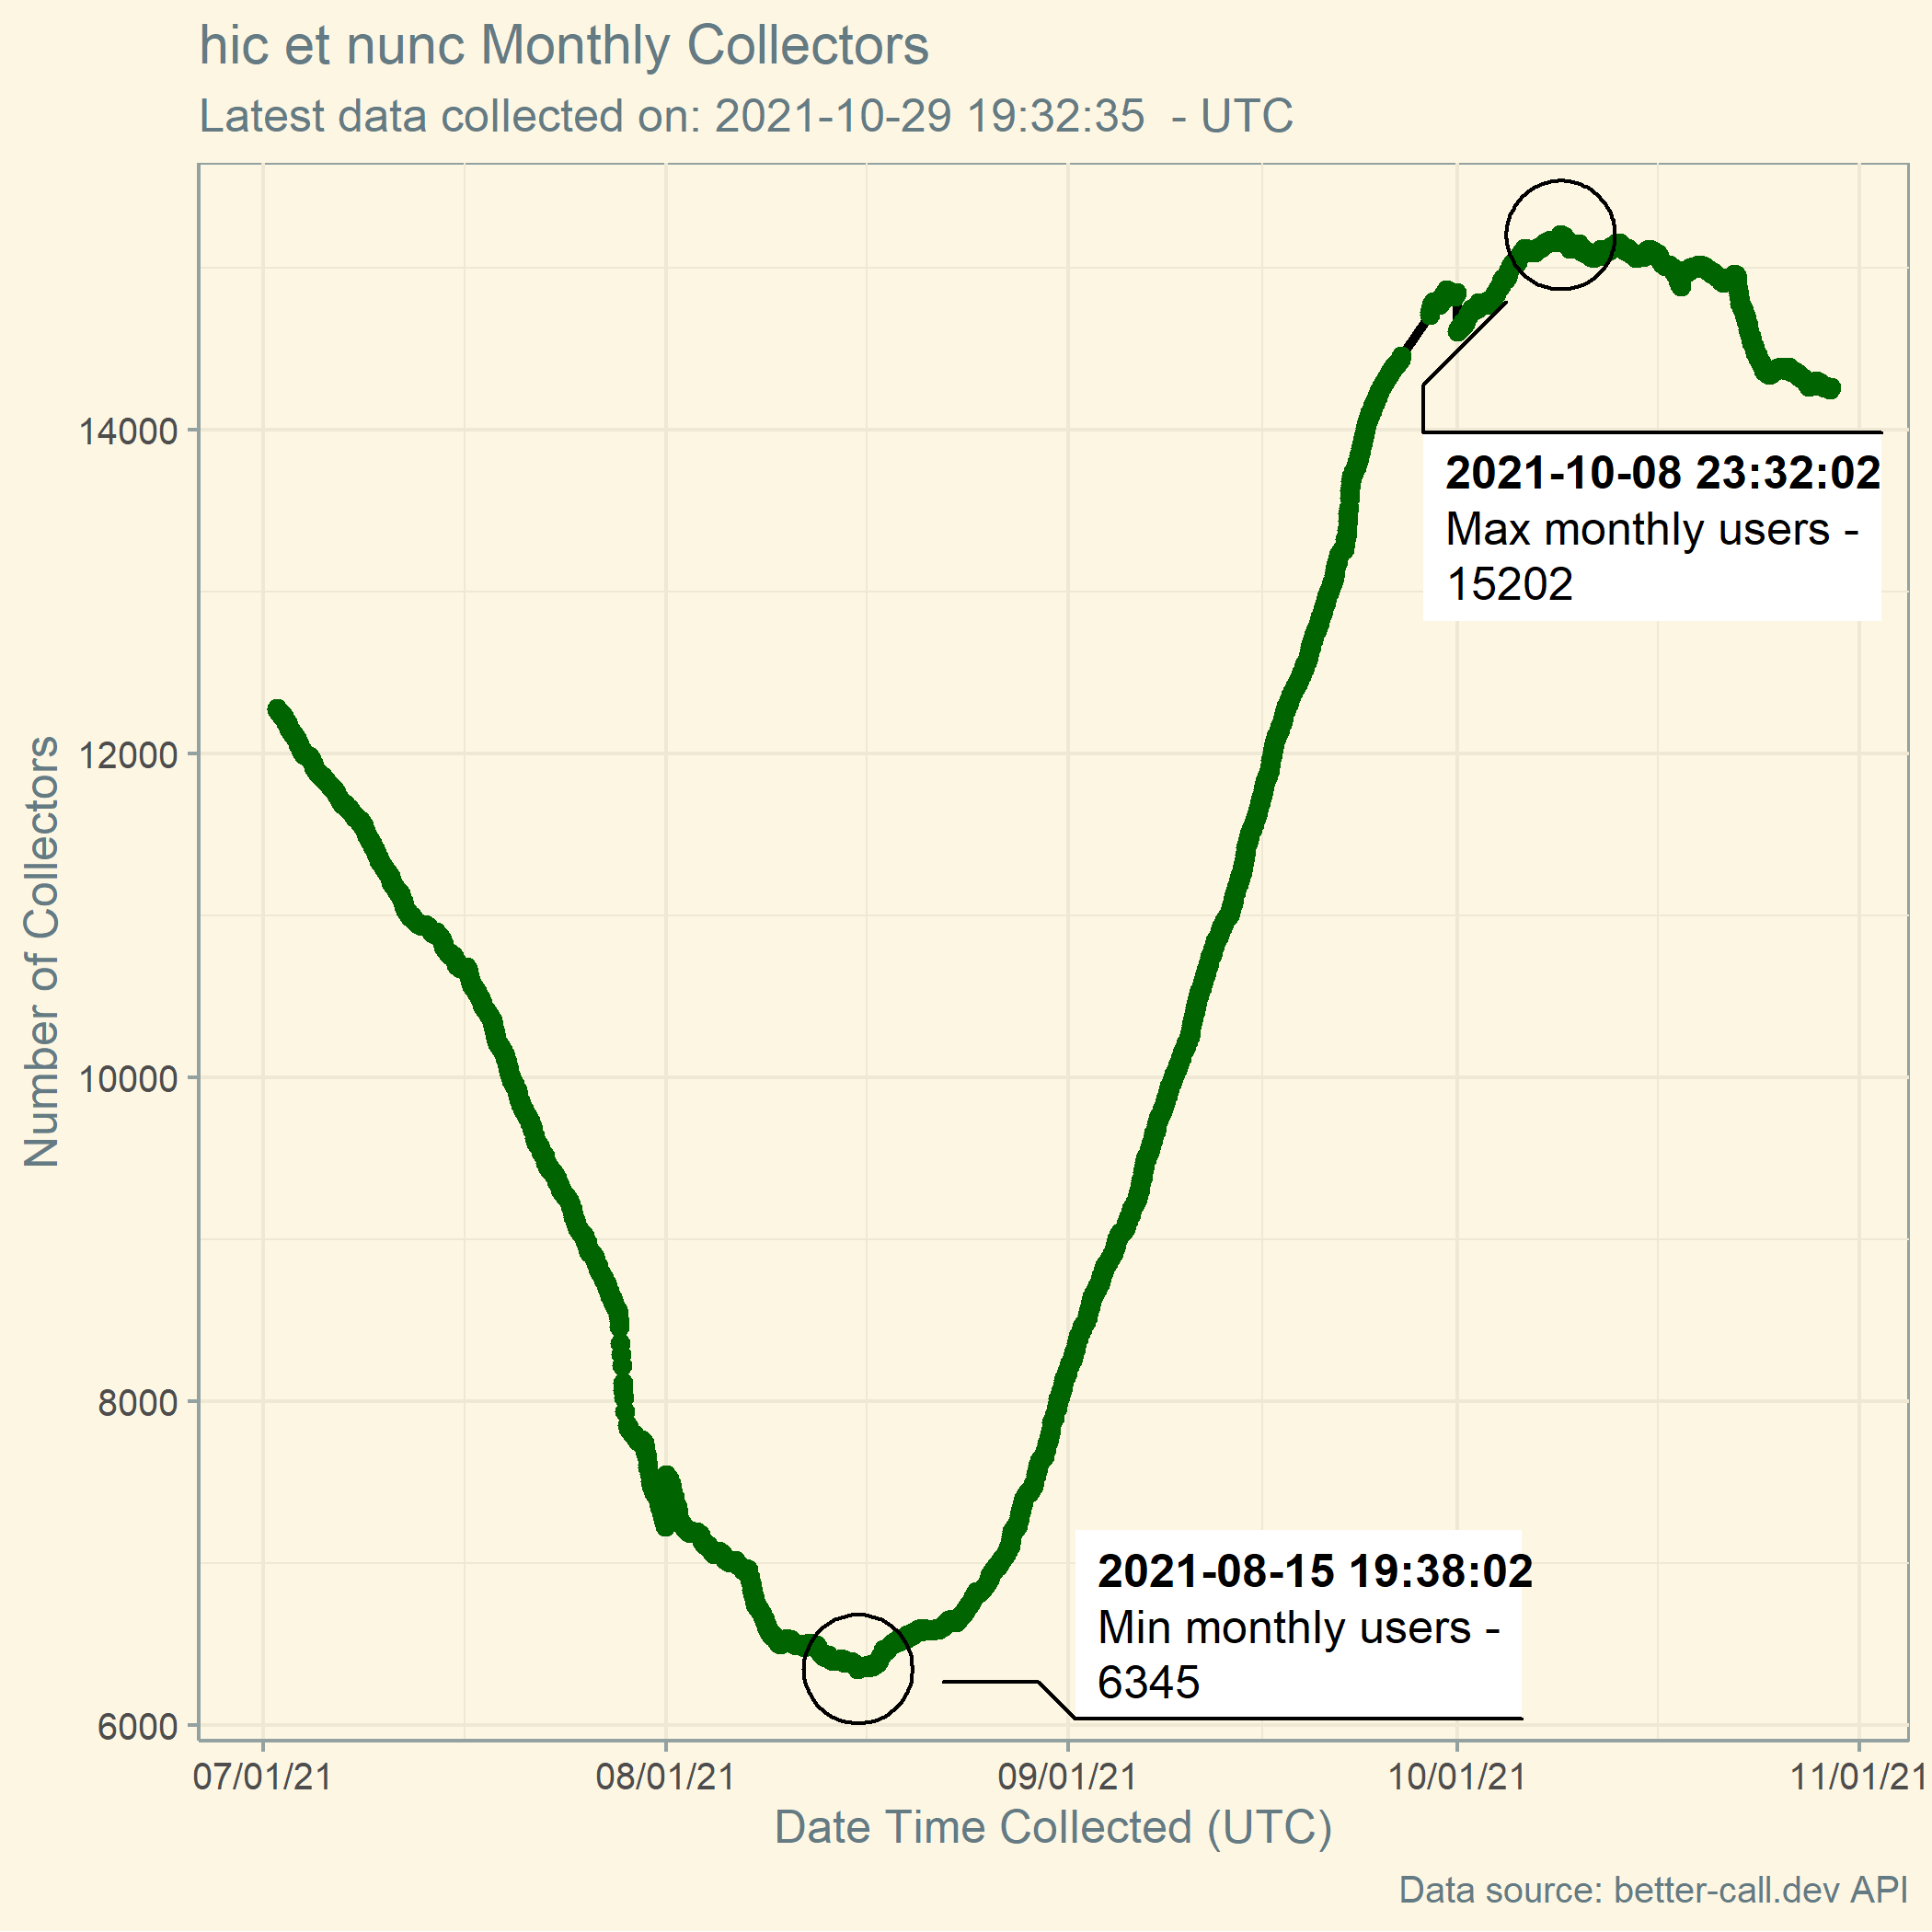 hic et nunc Monthly Collectors
Latest data collected on: 2021-10-29 19:32:35  - UTC
Number of Collectors
14000
12000
10000
8000
6000
2021-10-08 23:32:02
Max monthly users -
15202
2021-08-15 19:38:02
Min monthly users -
6345
07/01/21 08/01/21 09/01/21 10/01/21 11/01/21
Date Time Collected (UTC)
Data source: better-call.dev API